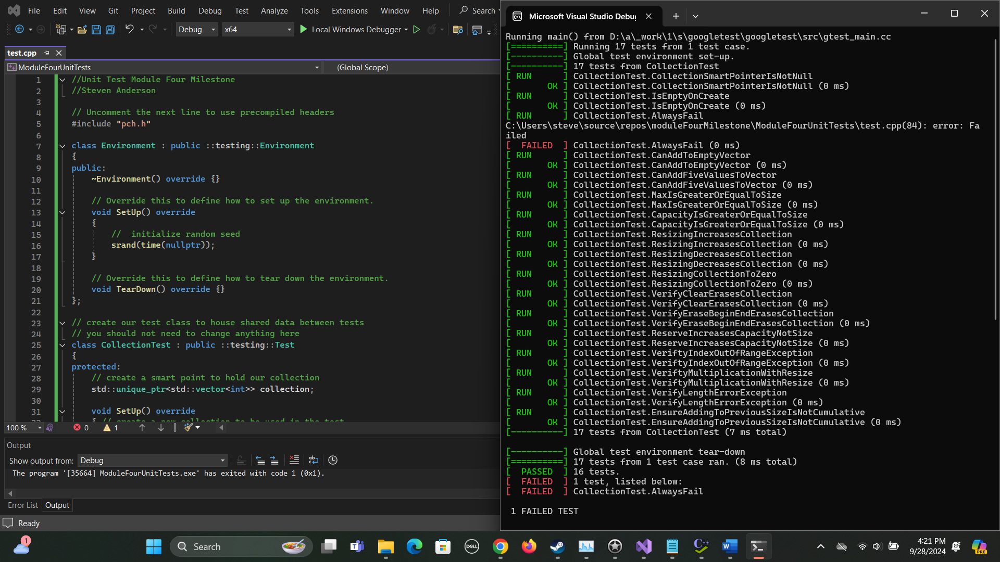 File Edit View Git Project Build Debug Test Analyze Tools Extensions Window Help Search
Debug x64 Local Windows Debugger
test.cpp
ModuleFourUnitTests (Global Scope)
1 //Unit Test Module Four Milestone
2 //Steven Anderson
3
4 // Uncomment the next line to use precompiled headers
5 #include "pch.h"
6
7 class Environment : public ::testing::Environment
8 {
9 public:
10 ~Environment() override {}
11
12 // Override this to define how to set up the environment.
13 void SetUp() override
14 {
15 //  initialize random seed
16 srand(time(nullptr));
17 }
18
19 // Override this to define how to tear down the environment.
20 void TearDown() override {}
21 };
22
23 // create our test class to house shared data between tests
24 // you should not need to change anything here
25 class CollectionTest : public ::testing::Test
26 {
27 protected:
28 // create a smart point to hold our collection
29 std::unique_ptr<std::vector<int>> collection;
30
31 void SetUp() override
{ // create a new collection to be used in the test
100 % 0 1
Output
Show output from: Debug
The program '[35664] ModuleFourUnitTests.exe' has exited with code 1 (0x1).
Error List Output
Ready
Microsoft Visual Studio Debug
Running main() from D:\a\_work\1\s\googletest\googletest\src\gtest_main.cc
[==========] Running 17 tests from 1 test case.
[----------] Global test environment set-up.
[----------] 17 tests from CollectionTest
[ RUN      ] CollectionTest.CollectionSmartPointerIsNotNull
[       OK ] CollectionTest.CollectionSmartPointerIsNotNull (0 ms)
[ RUN      ] CollectionTest.IsEmptyOnCreate
[       OK ] CollectionTest.IsEmptyOnCreate (0 ms)
[ RUN      ] CollectionTest.AlwaysFail
C:\Users\steve\source\repos\moduleFourMilestone\ModuleFourUnitTests\test.cpp(84): error: Fa
iled
[  FAILED  ] CollectionTest.AlwaysFail (0 ms)
[ RUN      ] CollectionTest.CanAddToEmptyVector
[       OK ] CollectionTest.CanAddToEmptyVector (0 ms)
[ RUN      ] CollectionTest.CanAddFiveValuesToVector
[       OK ] CollectionTest.CanAddFiveValuesToVector (0 ms)
[ RUN      ] CollectionTest.MaxIsGreaterOrEqualToSize
[       OK ] CollectionTest.MaxIsGreaterOrEqualToSize (0 ms)
[ RUN      ] CollectionTest.CapacityIsGreaterOrEqualToSize
[       OK ] CollectionTest.CapacityIsGreaterOrEqualToSize (0 ms)
[ RUN      ] CollectionTest.ResizingIncreasesCollection
[       OK ] CollectionTest.ResizingIncreasesCollection (0 ms)
[ RUN      ] CollectionTest.ResizingDecreasesCollection
[       OK ] CollectionTest.ResizingDecreasesCollection (0 ms)
[ RUN      ] CollectionTest.ResizingCollectionToZero
[       OK ] CollectionTest.ResizingCollectionToZero (0 ms)
[ RUN      ] CollectionTest.VerifyClearErasesCollection
[       OK ] CollectionTest.VerifyClearErasesCollection (0 ms)
[ RUN      ] CollectionTest.VerifyEraseBeginEndErasesCollection
[       OK ] CollectionTest.VerifyEraseBeginEndErasesCollection (0 ms)
[ RUN      ] CollectionTest.ReserveIncreasesCapacityNotSize
[       OK ] CollectionTest.ReserveIncreasesCapacityNotSize (0 ms)
[ RUN      ] CollectionTest.VeriftyIndexOutOfRangeException
[       OK ] CollectionTest.VeriftyIndexOutOfRangeException (0 ms)
[ RUN      ] CollectionTest.VeriftyMultiplicationWithResize
[       OK ] CollectionTest.VeriftyMultiplicationWithResize (0 ms)
[ RUN      ] CollectionTest.VerifyLengthErrorException
[       OK ] CollectionTest.VerifyLengthErrorException (0 ms)
[ RUN      ] CollectionTest.EnsureAddingToPreviousSizeIsNotCumulative
[       OK ] CollectionTest.EnsureAddingToPreviousSizeIsNotCumulative (0 ms)
[----------] 17 tests from CollectionTest (7 ms total)
[----------] Global test environment tear-down
[==========] 17 tests from 1 test case ran. (8 ms total)
[  PASSED  ] 16 tests.
[  FAILED  ] 1 test, listed below:
[  FAILED  ] CollectionTest.AlwaysFail
1 FAILED TEST
1 Search DELL C++ W PRE
4:21 PM
9/28/2024